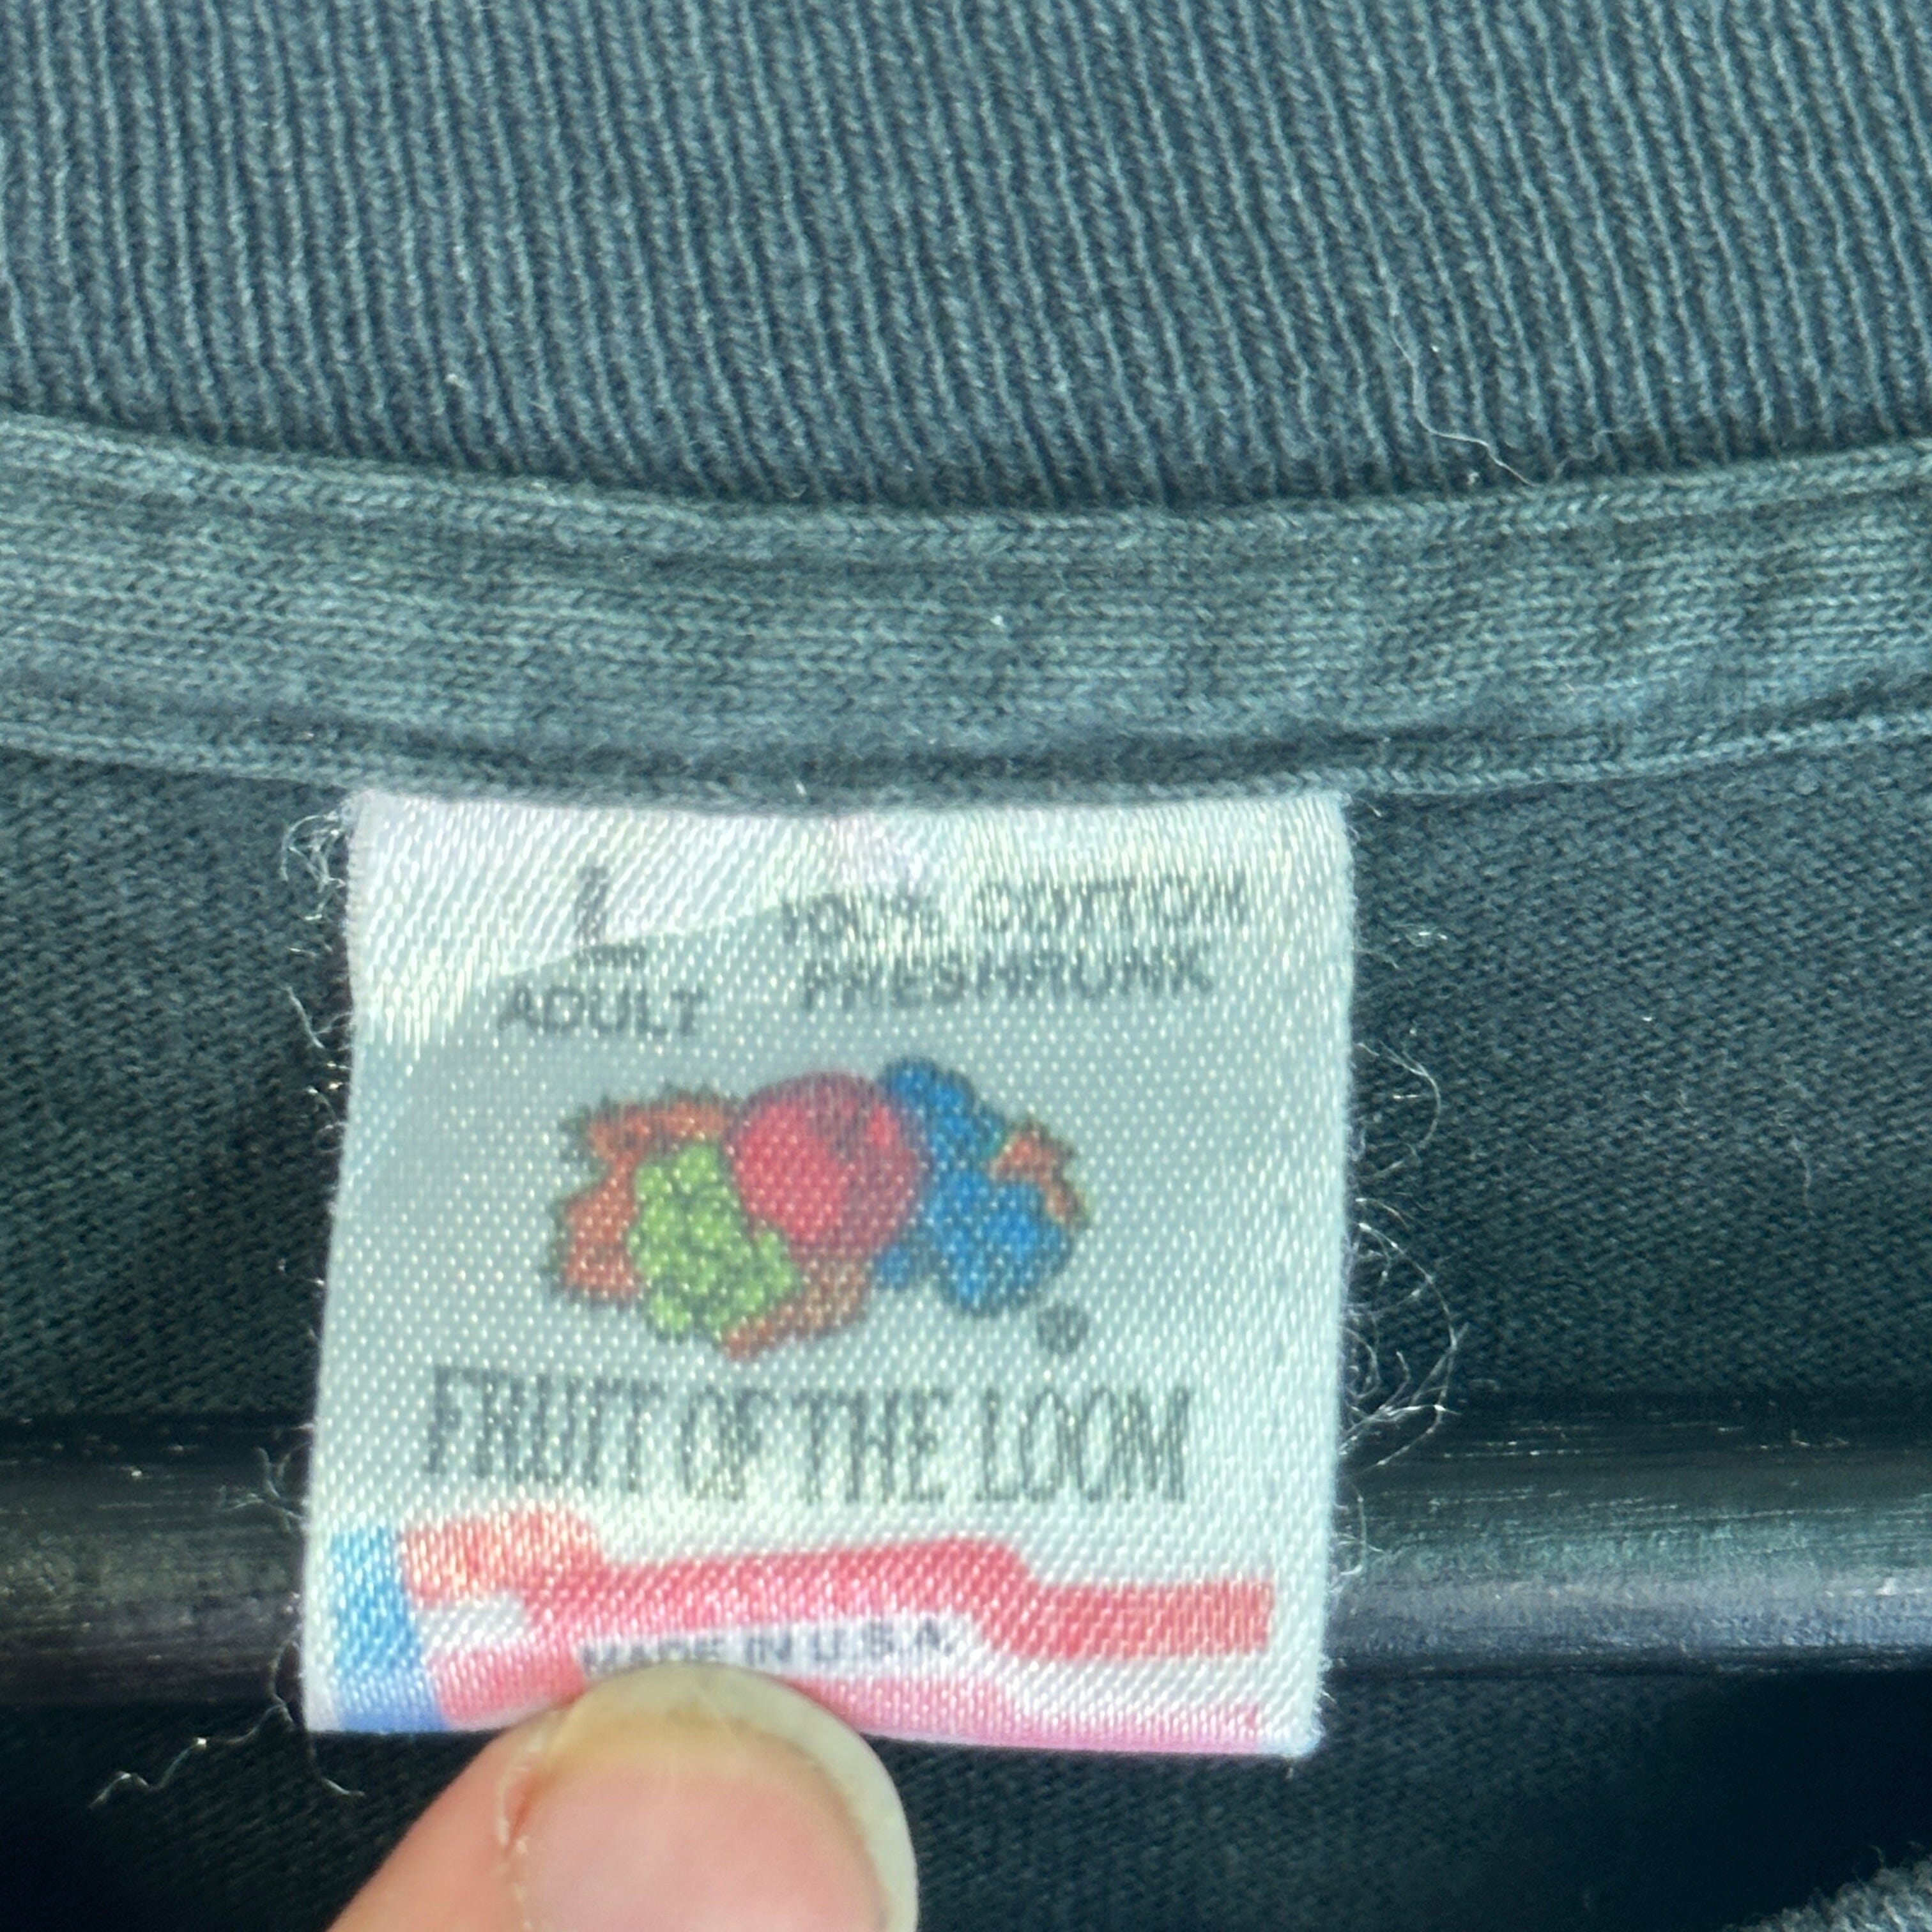 L
ADULT
100% COTTON
PRESHRUNK
®
FRUIT OF THE LOOM
MADE IN U.S.A.